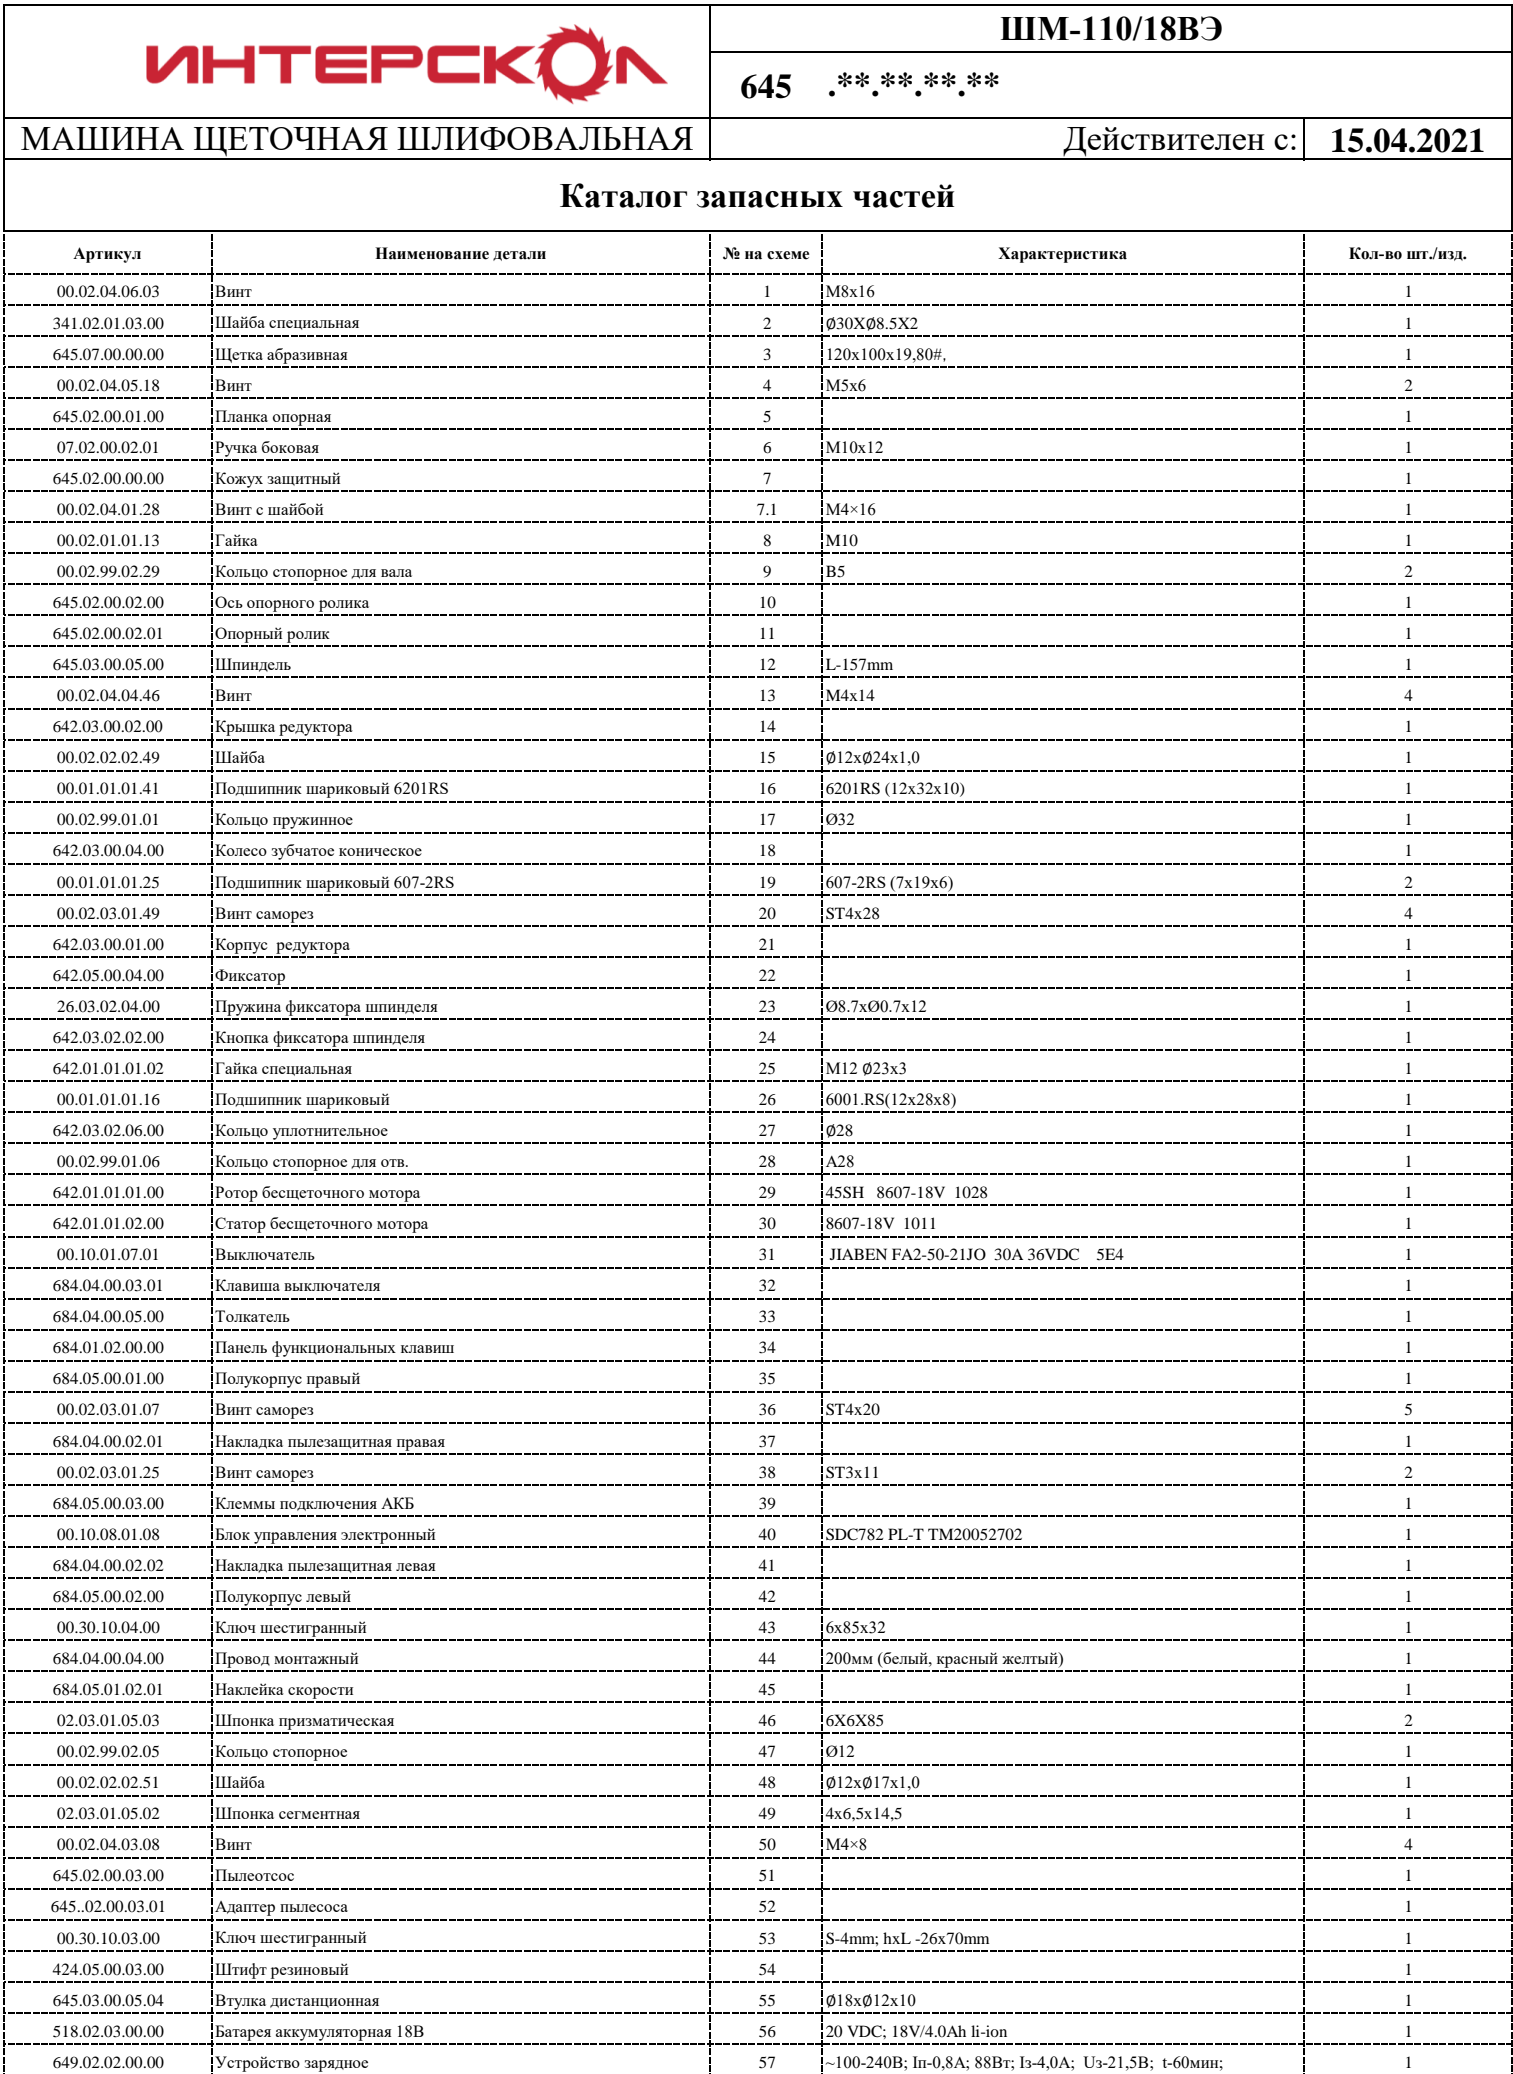 ИНТЕРСКОЛ
ШМ-110/18ВЭ
645 .**.**.**.**
МАШИНА ЩЕТОЧНАЯ ШЛИФОВАЛЬНАЯ Действителен с: 15.04.2021
Каталог запасных частей
Артикул Наименование детали № на схеме Характеристика Кол-во шт./изд.
00.02.04.06.03 Винт 1 M8x16 1
341.02.01.03.00 Шайба специальная 2 Ø30XØ8.5X2 1
645.07.00.00.00 Щетка абразивная 3 120x100x19,80#, 1
00.02.04.05.18 Винт 4 M5x6 2
645.02.00.01.00 Планка опорная 5 1
07.02.00.02.01 Ручка боковая 6 M10x12 1
645.02.00.00.00 Кожух защитный 7 1
00.02.04.01.28 Винт с шайбой 7.1 M4×16 1
00.02.01.01.13 Гайка 8 M10 1
00.02.99.02.29 Кольцо стопорное для вала 9 B5 2
645.02.00.02.00 Ось опорного ролика 10 1
645.02.00.02.01 Опорный ролик 11 1
645.03.00.05.00 Шпиндель 12 L-157mm 1
00.02.04.04.46 Винт 13 M4x14 4
642.03.00.02.00 Крышка редуктора 14 1
00.02.02.02.49 Шайба 15 Ø12xØ24x1,0 1
00.01.01.01.41 Подшипник шариковый 6201RS 16 6201RS (12x32x10) 1
00.02.99.01.01 Кольцо пружинное 17 Ø32 1
642.03.00.04.00 Колесо зубчатое коническое 18 1
00.01.01.01.25 Подшипник шариковый 607-2RS 19 607-2RS (7x19x6) 2
00.02.03.01.49 Винт саморез 20 ST4x28 4
642.03.00.01.00 Корпус редуктора 21 1
642.05.00.04.00 Фиксатор 22 1
26.03.02.04.00 Пружина фиксатора шпинделя 23 Ø8.7xØ0.7x12 1
642.03.02.02.00 Кнопка фиксатора шпинделя 24 1
642.01.01.01.02 Гайка специальная 25 M12 Ø23x3 1
00.01.01.01.16 Подшипник шариковый 26 6001.RS(12x28x8) 1
642.03.02.06.00 Кольцо уплотнительное 27 Ø28 1
00.02.99.01.06 Кольцо стопорное для отв. 28 A28 1
642.01.01.01.00 Ротор бесщеточного мотора 29 45SH 8607-18V 1028 1
642.01.01.02.00 Статор бесщеточного мотора 30 8607-18V 1011 1
00.10.01.07.01 Выключатель 31 JIABEN FA2-50-21JO 30A 36VDC 5E4 1
684.04.00.03.01 Клавиша выключателя 32 1
684.04.00.05.00 Толкатель 33 1
684.01.02.00.00 Панель функциональных клавиш 34 1
684.05.00.01.00 Полукорпус правый 35 1
00.02.03.01.07 Винт саморез 36 ST4x20 5
684.04.00.02.01 Накладка пылезащитная правая 37 1
00.02.03.01.25 Винт саморез 38 ST3x11 2
684.05.00.03.00 Клеммы подключения АКБ 39 1
00.10.08.01.08 Блок управления электронный 40 SDC782 PL-T TM20052702 1
684.04.00.02.02 Накладка пылезащитная левая 41 1
684.05.00.02.00 Полукорпус левый 42 1
00.30.10.04.00 Ключ шестигранный 43 6x85x32 1
684.04.00.04.00 Провод монтажный 44 200мм (белый, красный желтый) 1
684.05.01.02.01 Наклейка скорости 45 1
02.03.01.05.03 Шпонка призматическая 46 6X6X85 2
00.02.99.02.05 Кольцо стопорное 47 Ø12 1
00.02.02.02.51 Шайба 48 Ø12xØ17x1,0 1
02.03.01.05.02 Шпонка сегментная 49 4x6,5x14,5 1
00.02.04.03.08 Винт 50 M4×8 4
645.02.00.03.00 Пылеотсос 51 1
645..02.00.03.01 Адаптер пылесоса 52 1
00.30.10.03.00 Ключ шестигранный 53 S-4mm; hxL -26x70mm 1
424.05.00.03.00 Штифт резиновый 54 1
645.03.00.05.04 Втулка дистанционная 55 Ø18xØ12x10 1
518.02.03.00.00 Батарея аккумуляторная 18В 56 20 VDC; 18V/4.0Ah li-ion 1
649.02.02.00.00 Устройство зарядное 57 ~100-240В; Iп-0,8А; 88Вт; Iз-4,0А; Uз-21,5В; t-60мин; 1